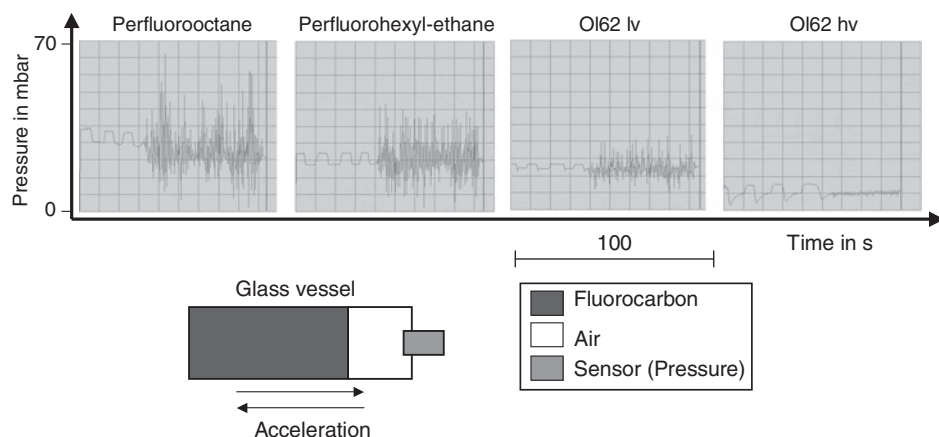 Perfluorooctane
Perfluorohexyl-ethane
Ol62 lv
Ol62 hv
70
Pressure in mbar
0
100
Time in s
Glass vessel
Fluorocarbon
Air
Sensor (Pressure)
Acceleration